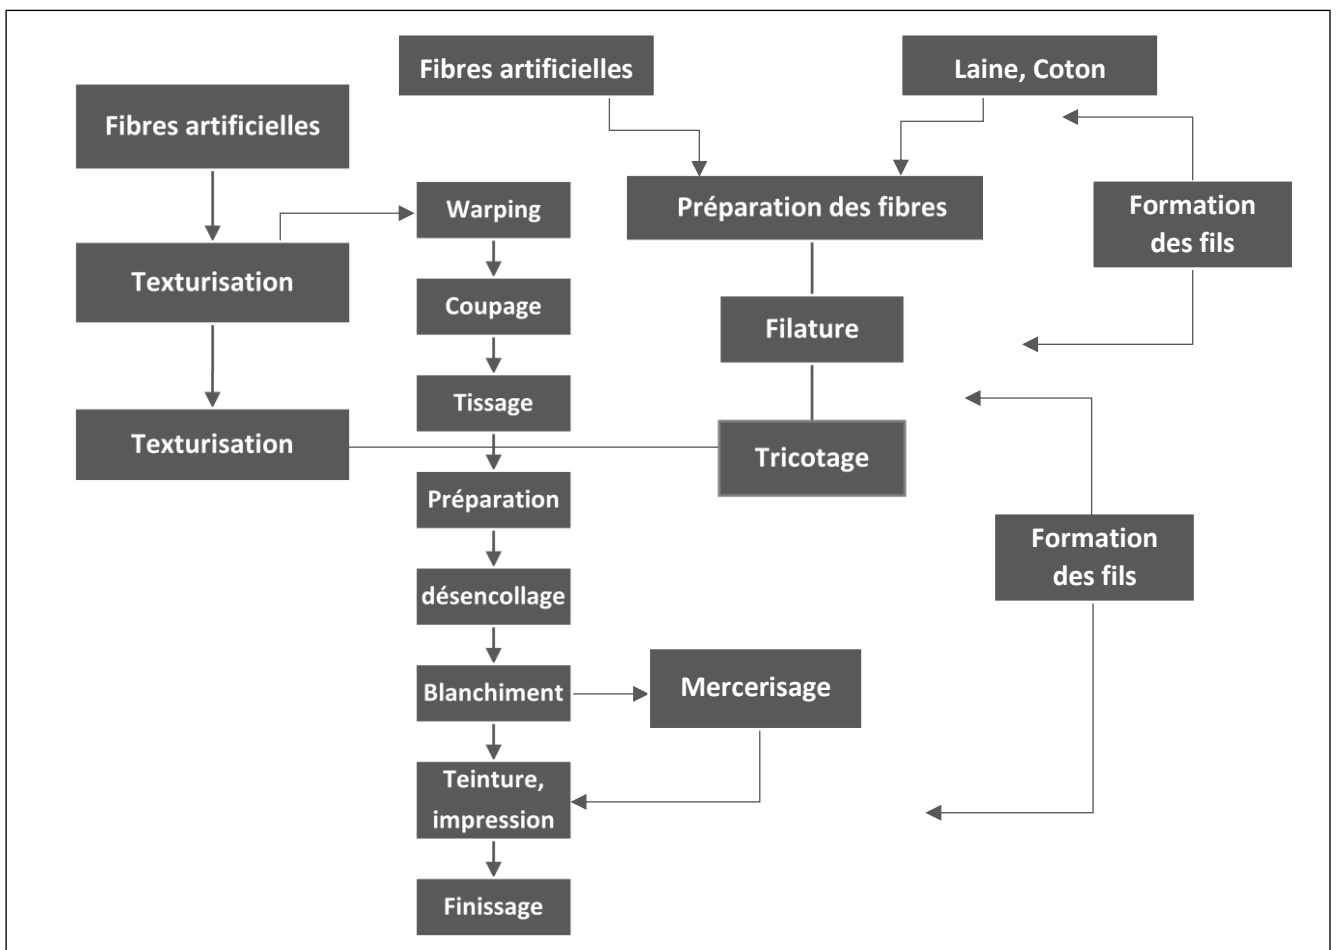 Fibres artificielles
Laine, Coton
Fibres artificielles
Warping
Préparation des fibres
Formation
des fils
Texturisation
Coupage
Filature
Tissage
Texturisation
Tricotage
Préparation
Formation
des fils
désencollage
Blanchiment
Mercerisage
Teinture,
impression
Finissage